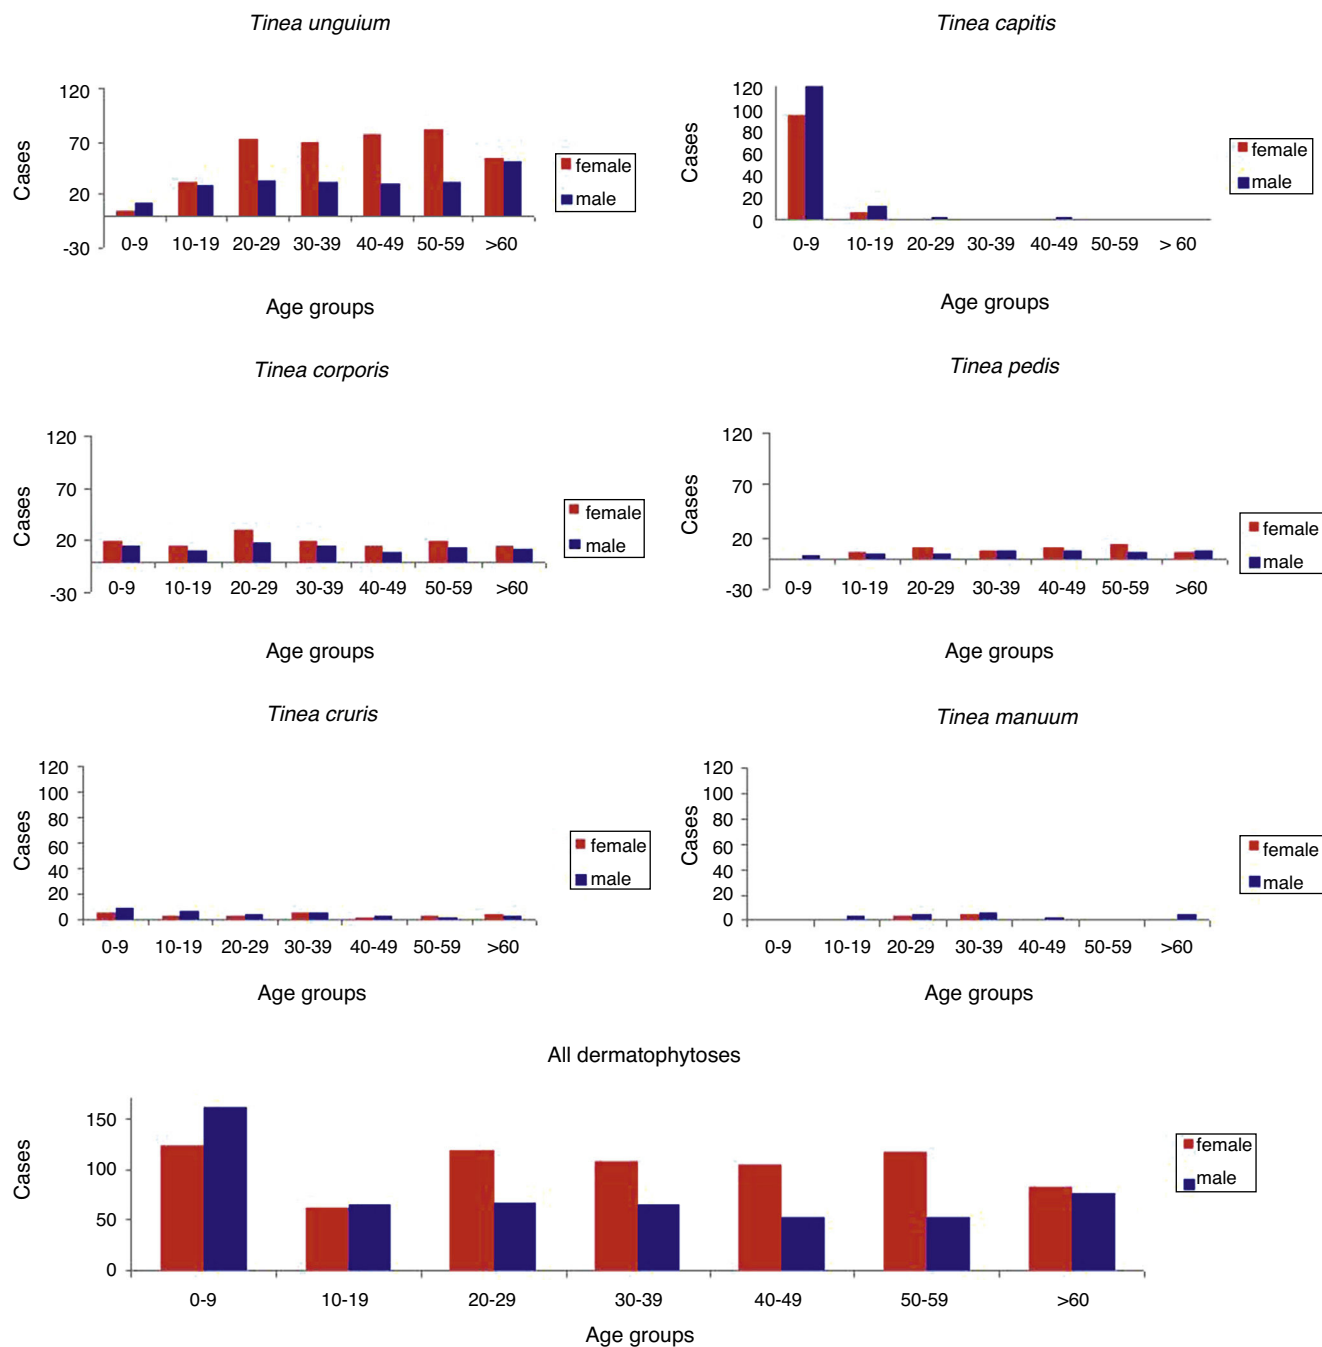 Tinea unguium
120
70
20
-30
Cases
0-9 10-19 20-29 30-39 40-49 50-59 >60
Age groups
female
male
Tinea capitis
120
100
80
60
40
20
0
Cases
0-9 10-19 20-29 30-39 40-49 50-59 > 60
Age groups
female
male
Tinea corporis
120
70
20
-30
Cases
0-9 10-19 20-29 30-39 40-49 50-59 >60
Age groups
female
male
Tinea pedis
120
70
20
-30
Cases
0-9 10-19 20-29 30-39 40-49 50-59 >60
Age groups
female
male
Tinea cruris
120
100
80
60
40
20
0
Cases
0-9 10-19 20-29 30-39 40-49 50-59 >60
Age groups
female
male
Tinea manuum
120
100
80
60
40
20
0
Cases
0-9 10-19 20-29 30-39 40-49 50-59 >60
Age groups
female
male
All dermatophytoses
150
100
50
0
Cases
0-9 10-19 20-29 30-39 40-49 50-59 >60
Age groups
female
male